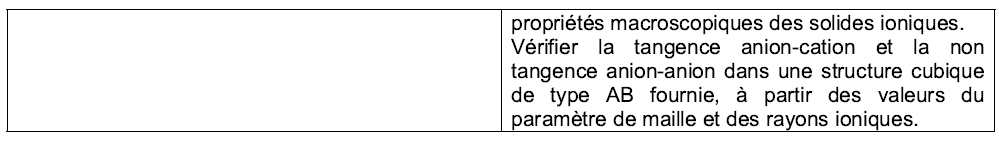 propriétés macroscopiques des solides ioniques.
Vérifier la tangence anion-cation et la non
tangence anion-anion dans une structure cubique
de type AB fournie, à partir des valeurs du
paramètre de maille et des rayons ioniques.